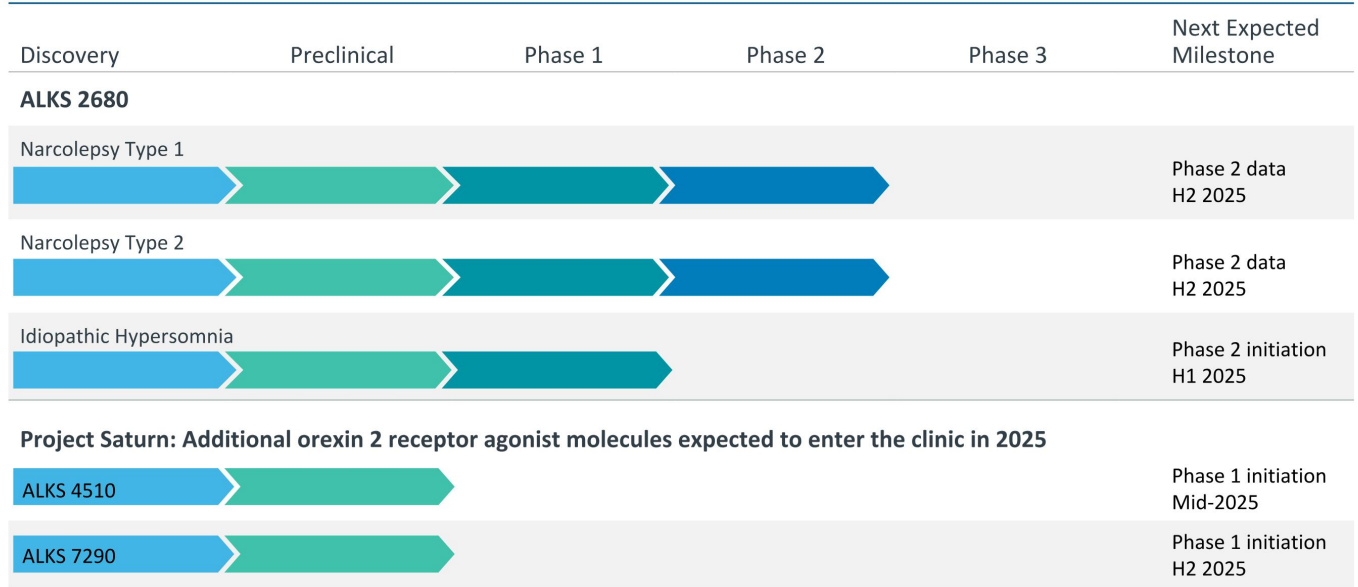 Next Expected
Discovery Preclinical Phase 1 Phase 2 Phase 3 Milestone
ALKS 2680
Narcolepsy Type 1
Phase 2 data
H2 2025
Narcolepsy Type 2
Phase 2 data
H2 2025
Idiopathic Hypersomnia
Phase 2 initiation
H1 2025
Project Saturn: Additional orexin 2 receptor agonist molecules expected to enter the clinic in 2025
ALKS 4510
Phase 1 initiation
Mid-2025
ALKS 7290
Phase 1 initiation
H2 2025